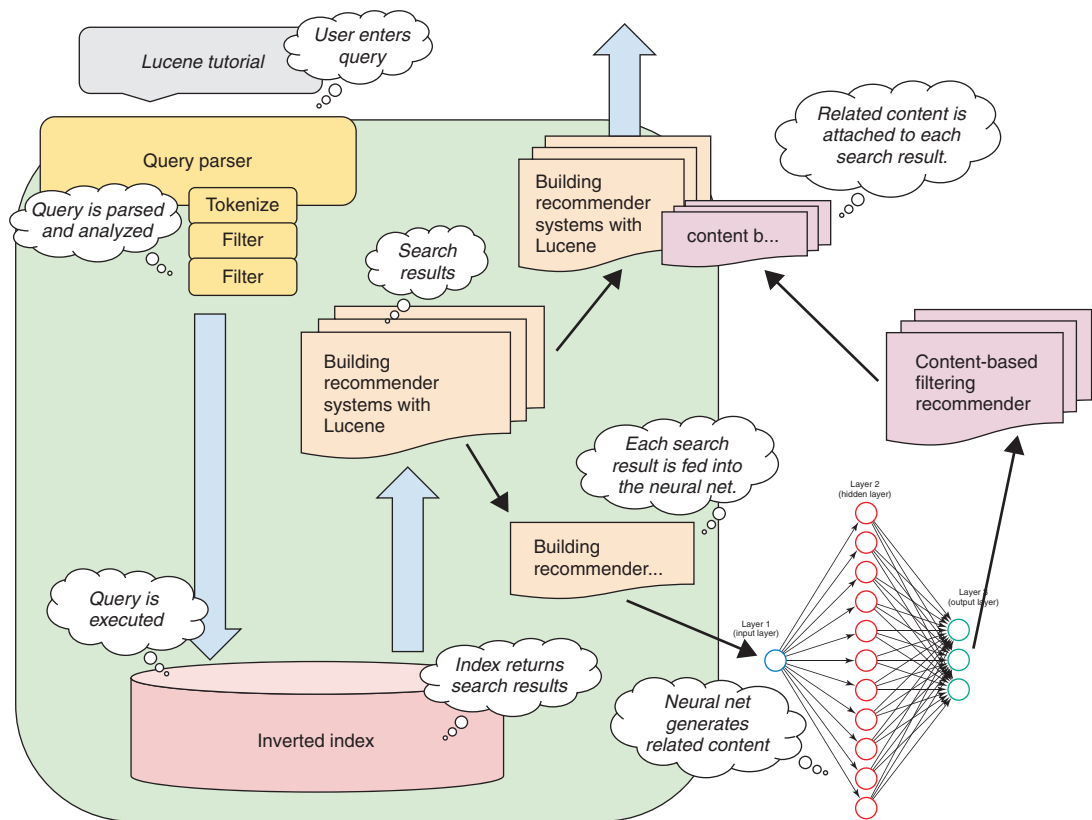 User enters
query
Lucene tutorial
Query parser
Tokenize
Filter
Filter
Query is parsed
and analyzed
Search
results
Building
recommender
systems with
Lucene
Building
recommender
systems with
Lucene
content b...
Related content is
attached to each
search result.
Content-based
filtering
recommender
Each search
result is fed into
the neural net.
Building
recommender...
Layer 2
(hidden layer)
Layer 1
(input layer)
Layer 3
(output layer)
Query is
executed
Index returns
search results
Inverted index
Neural net
generates
related content